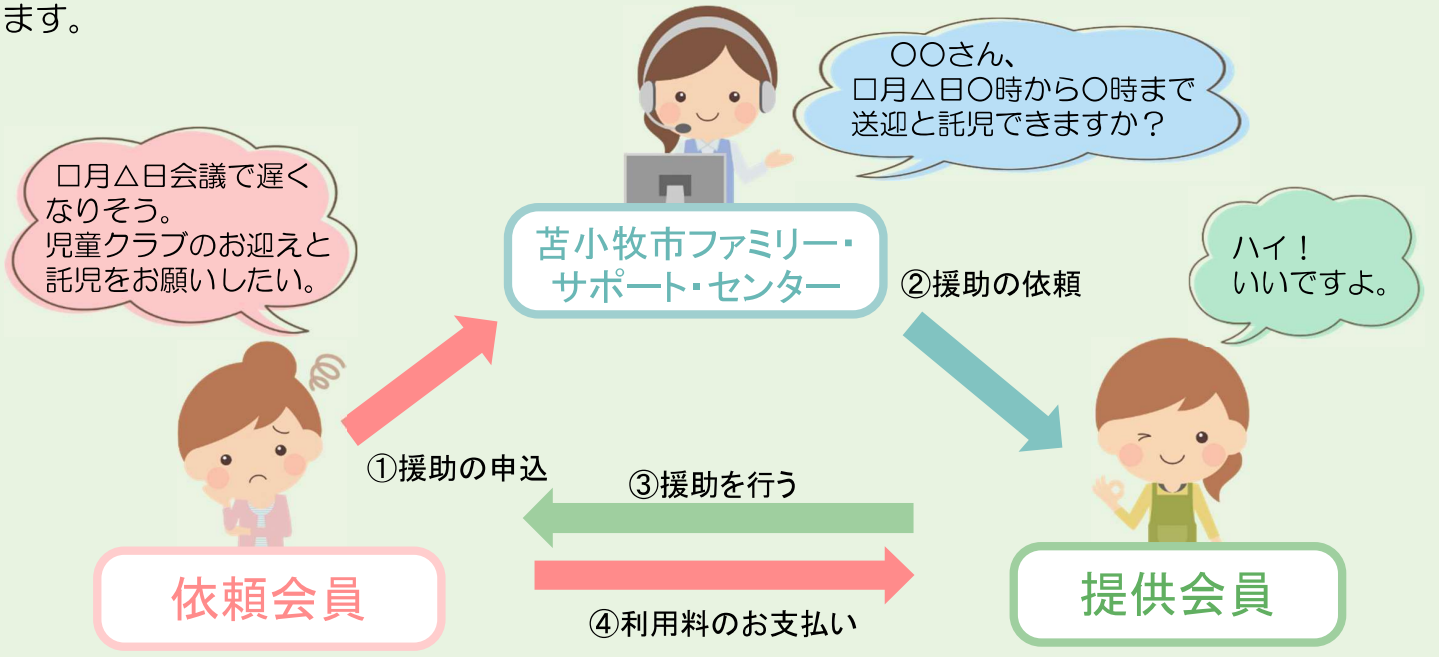 ます。
〇〇さん、
□月△日〇時から〇時まで
送迎と託児できますか？
□月△日会議で遅く
なりそう。
児童クラブのお迎えと
託児をお願いしたい。
苫小牧市ファミリー・
サポート・センター
ハイ！
いいですよ。
②援助の依頼
①援助の申込
③援助を行う
依頼会員
提供会員
④利用料のお支払い